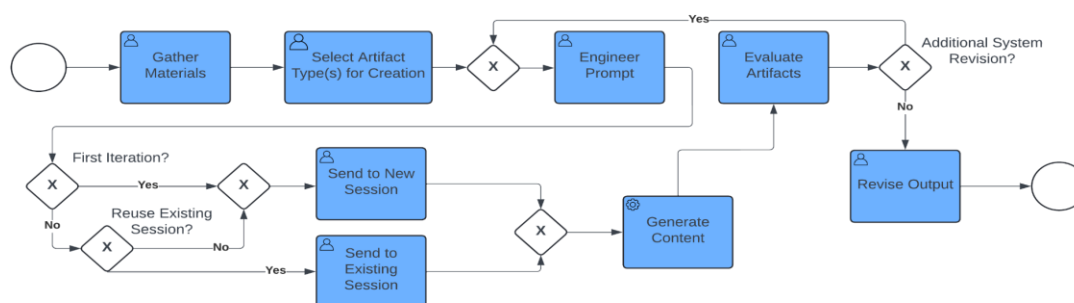 Yes
Gather
Materials
Select Artifact
Type(s) for Creation
X
Engineer
Prompt
Evaluate
Artifacts
X
Additional System
Revision?
No
First Iteration?
X
Yes
X
Send to New
Session
Revise Output
No
Reuse Existing
Session?
X
No
X
Generate
Content
Yes
Send to
Existing
Session